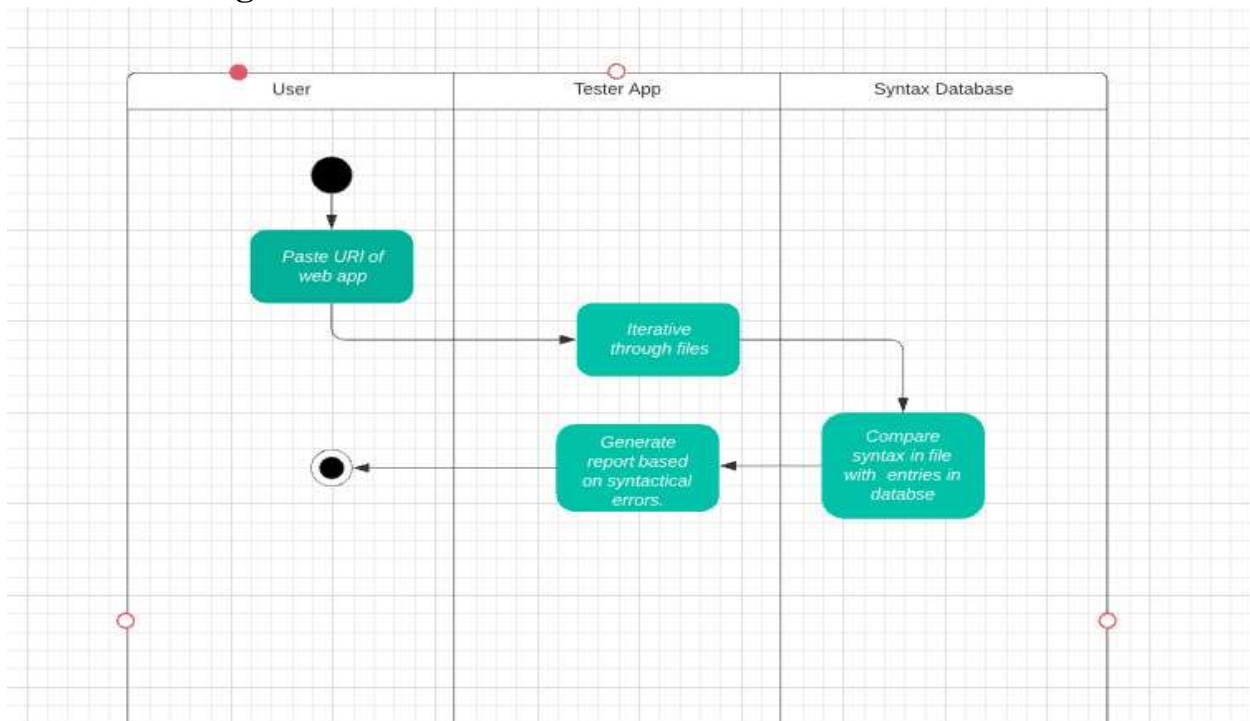 User
Tester App
Syntax Database
Paste URI of
web app
Iterative
through files
Generate
report based
on syntactical
errors.
Compare
syntax in file
with entries in
databse